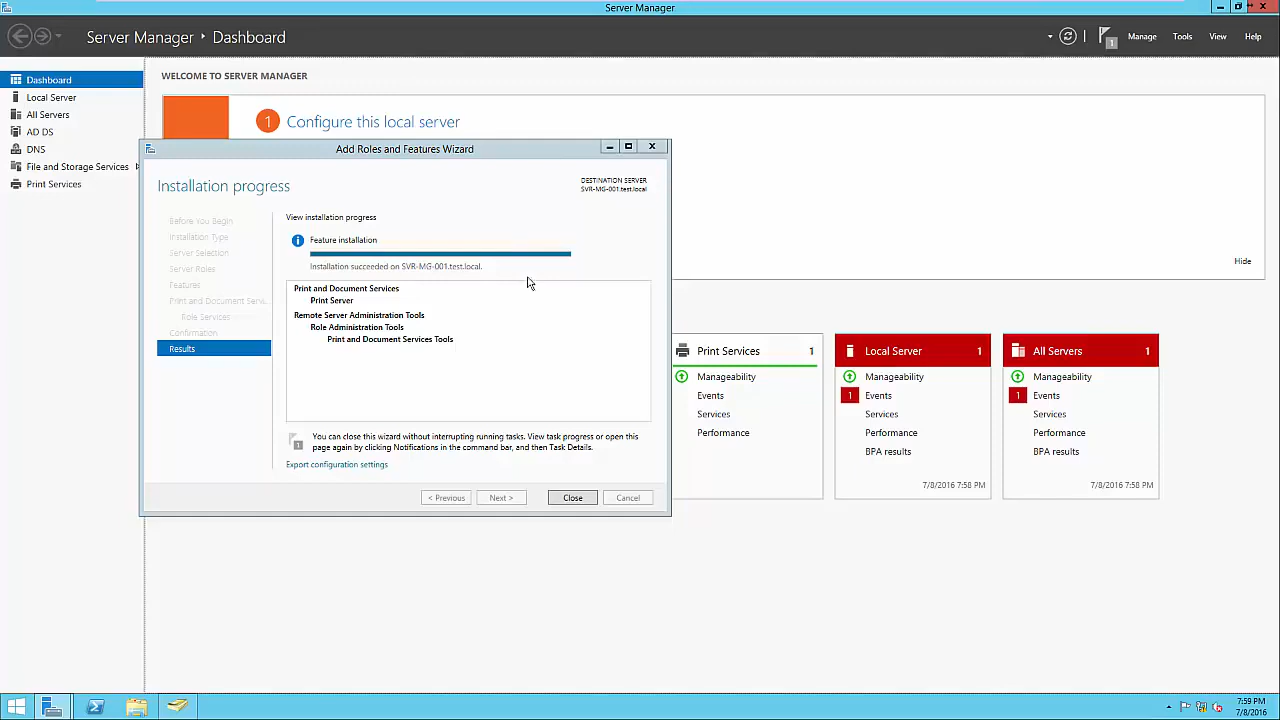 Server Manager
Server Manager • Dashboard
1
Manage
Tools
View
Help
Dashboard
Local Server
All Servers
AD DS
DNS
File and Storage Services
Print Services
WELCOME TO SERVER MANAGER
1 Configure this local server
Hide
Add Roles and Features Wizard
Installation progress
DESTINATION SERVER
SVR-MG-001.test.local
Before You Begin
Installation Type
Server Selection
Server Roles
Features
Print and Document Serv...
Role Services
Confirmation
Results
View installation progress
Feature installation
Installation succeeded on SVR-MG-001.test.local.
Print and Document Services
Print Server
Remote Server Administration Tools
Role Administration Tools
Print and Document Services Tools
1
You can close this wizard without interrupting running tasks. View task progress or open this
page again by clicking Notifications in the command bar, and then Task Details.
Export configuration settings
< Previous
Next >
Close
Cancel
Print Services 1
Manageability
Events
Services
Performance
Local Server 1
Manageability
1 Events
Services
Performance
BPA results
7/8/2016 7:58 PM
All Servers 1
Manageability
1 Events
Services
Performance
BPA results
7/8/2016 7:58 PM
7:59 PM
7/8/2016